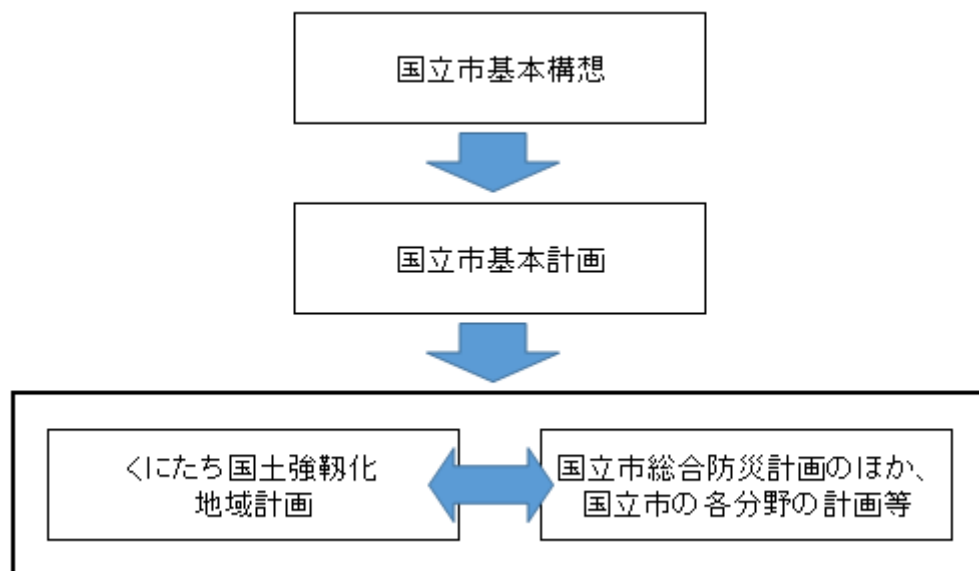 国立市基本構想
国立市基本計画
くにたち国土強靱化
地域計画
国立市総合防災計画のほか、
国立市の各分野の計画等